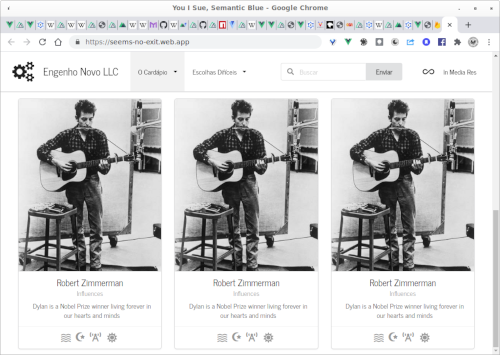 You I Sue, Semantic Blue - Google Chrome
https://seems-no-exit.web.app
Engenho Novo LLC
O Cardápio
Escolhas Difíceis
Buscar
Enviar
In Media Res
Robert Zimmerman
Influences
Dylan is a Nobel Prize winner living forever in
our hearts and minds
Robert Zimmerman
Influences
Dylan is a Nobel Prize winner living forever in
our hearts and minds
Robert Zimmerman
Influences
Dylan is a Nobel Prize winner living forever in
our hearts and minds